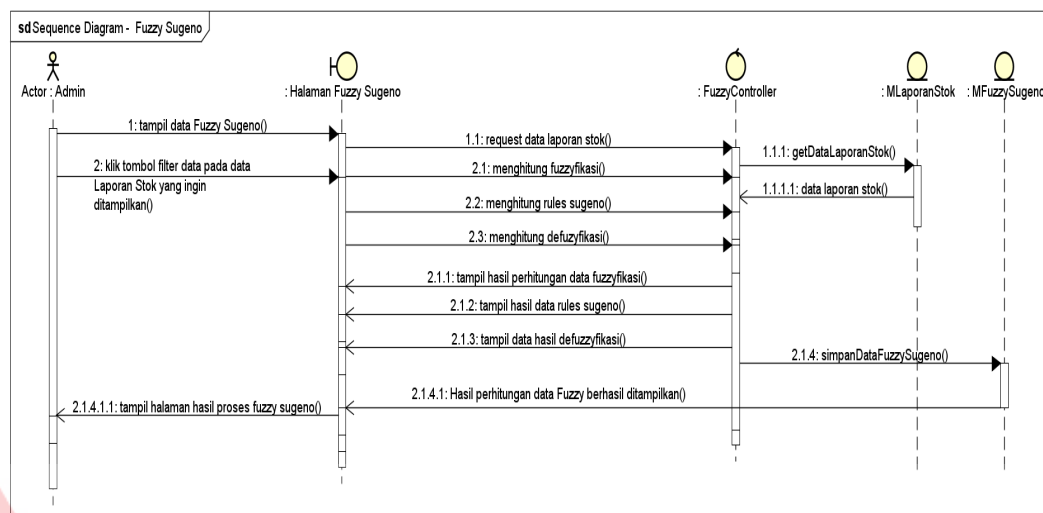 sd Sequence Diagram - Fuzzy Sugeno
Actor : Admin
: Halaman Fuzzy Sugeno
: FuzzyController
: MLaporanStok
: MFuzzySugeno
1: tampil data Fuzzy Sugeno()
1.1: request data laporan stok()
1.1.1: getDataLaporanStok()
2: klik tombol filter data pada data
Laporan Stok yang ingin
ditampilkan()
2.1: menghitung fuzzyfikasi()
1.1.1.1: data laporan stok()
2.2: menghitung rules sugeno()
2.3: menghitung defuzyfikasi()
2.1.1: tampil hasil perhitungan data fuzzyfikasi()
2.1.2: tampil hasil data rules sugeno()
2.1.3: tampil data hasil defuzzyfikasi()
2.1.4: simpanDataFuzzySugeno()
2.1.4.1: Hasil perhitungan data Fuzzy berhasil ditampilkan()
2.1.4.1.1: tampil halaman hasil proses fuzzy sugeno()